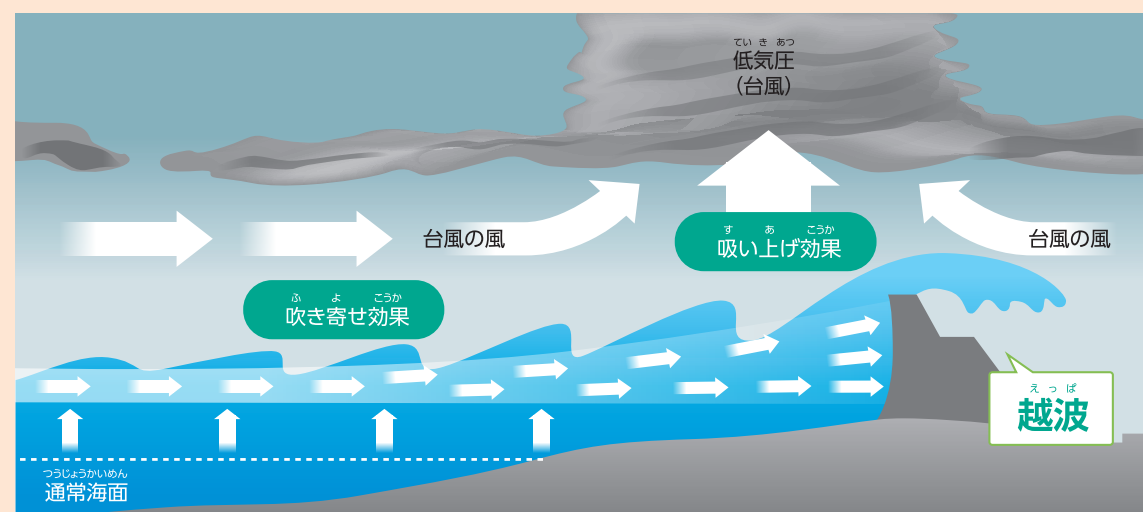 ていきあつ
低気圧
(台風)
台風の風
すあこうか
吸い上げ効果
台風の風
ふよこうか
吹き寄せ効果
えっぱ
越波
つうじょうかいめん
通常海面